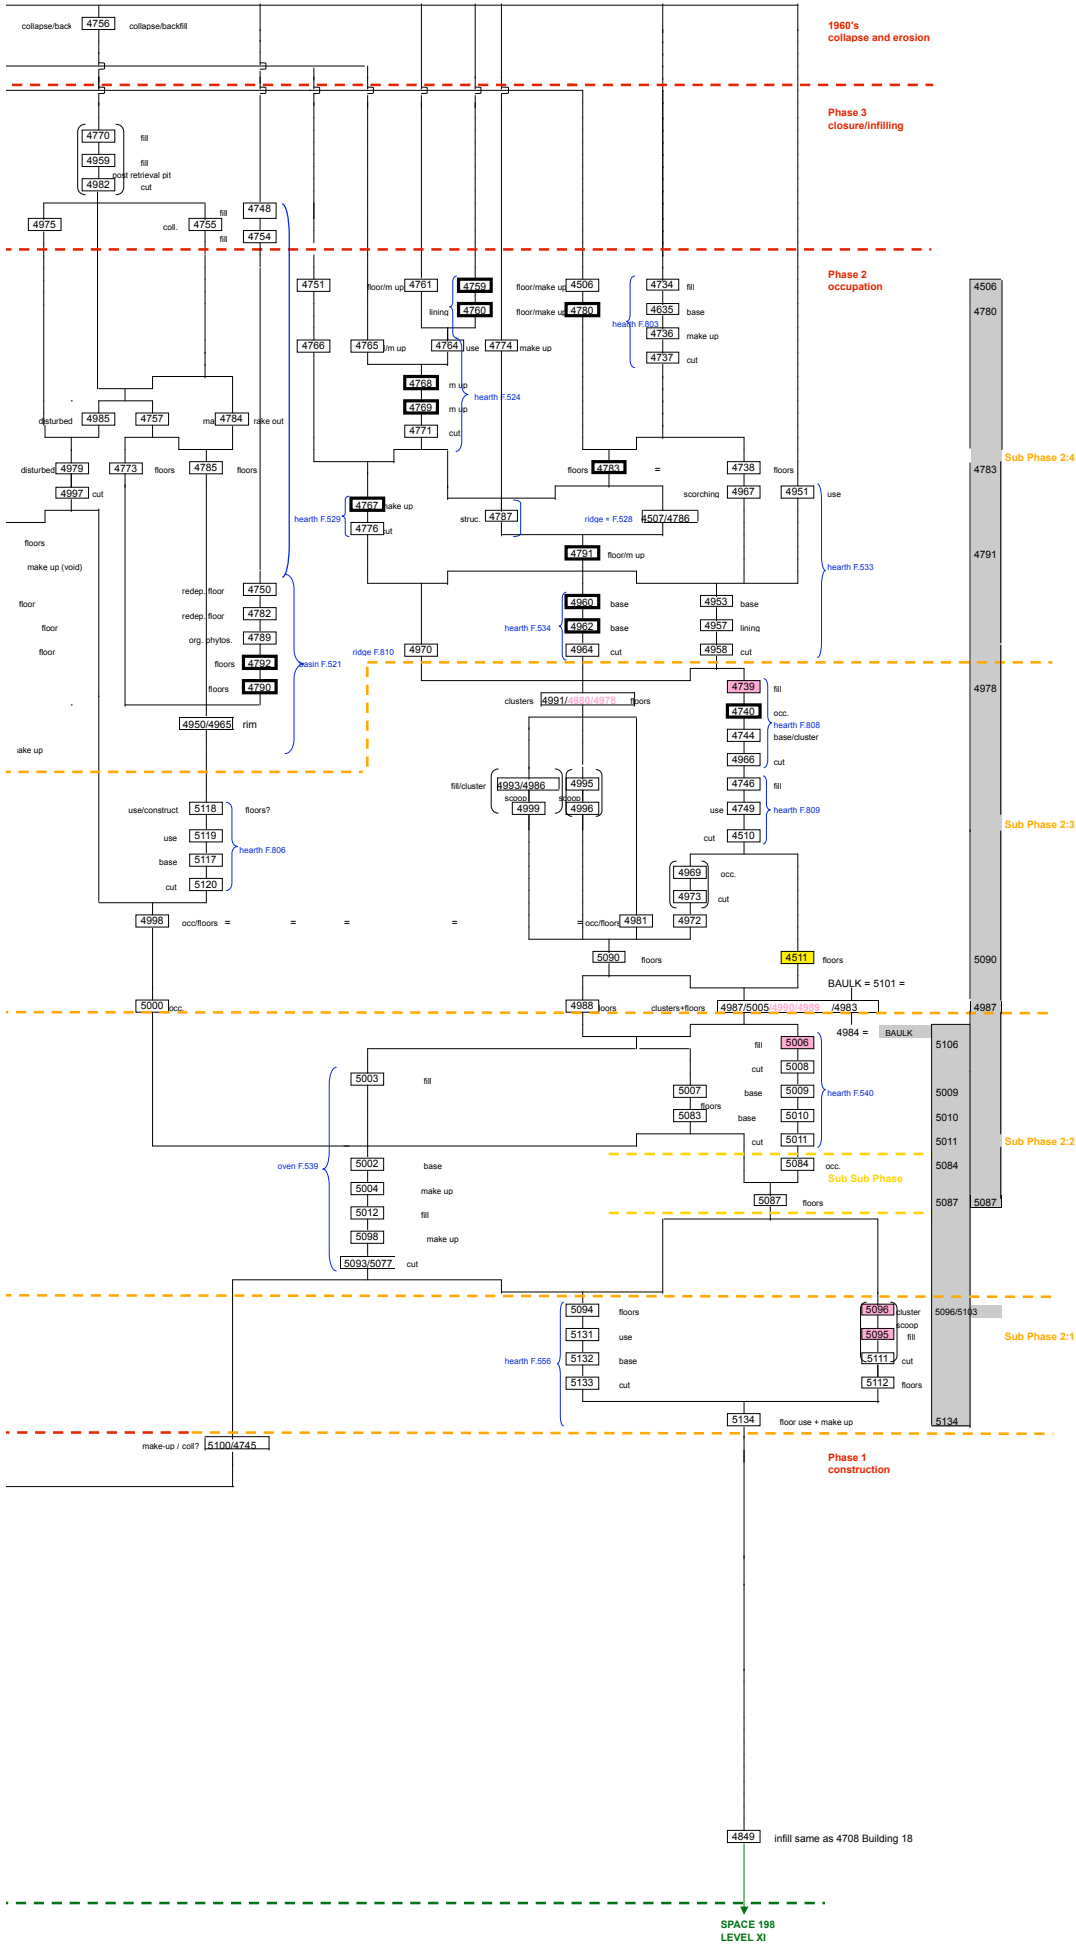 collapse/back 4756 collapse/backfill
1960's
collapse and erosion
Phase 3
closure/infilling
4770 fill
4959 fill
post retrieval pit
4982 cut
4975 coll. 4755 fill 4748
fill 4754
Phase 2
occupation
4751 floor/m up 4761 4759 floor/make up 4506 4734 fill 4506
lining 4760 floor/make up 4780 4635 base 4780
hearth F.803
4736 make up
4766 4765 /m up 4764 use 4774 make up
4737 cut
4768 m up
hearth F.524
4769 m up
disturbed 4985 4757 ma 4784 rake out
4771 cut
Sub Phase 2:4
disturbed 4979 4773 floors 4785 floors floors 4783 = 4738 floors 4783
4997 cut scorching 4967 4951 use
4767 make up
hearth F.529 struc. 4787 ridge = F.528 4507/4786
4776 cut
floors
4791 floor/m up 4791
make up (void)
hearth F.533
redep. floor 4750
floor 4960 base 4953 base
redep. floor 4782
floor hearth F.534 4962 base 4957 lining
org. phytos. 4789
floor ridge F.810 4970 4964 cut 4958 cut
floors 4792 basin F.521
floors 4790 4739 fill 4978
clusters 4991/4980/4978 floors
4740 occ.
4950/4965 rim hearth F.808
4744 base/cluster
make up 4966 cut
fill/cluster 4993/4986 4995 4746 fill
scoop scoop
use/construct. 5118 floors? 4999 4996 use 4749 hearth F.809
Sub Phase 2:3
use 5119 cut 4510
hearth F.806
base 5117
4969 occ.
cut 5120
4973 cut
4998 occ/floors = = = = = occ/floors 4981 4972
5090 floors 4511 floors 5090
BAULK = 5101 =
5000 occ. 4988 floors clusters+floors 4987/5005/4990/4989 /4983 4987
4984 = BAULK
fill 5006 5106
cut 5008
5003 fill
5007 base 5009 hearth F.540 5009
floors
5083 base 5010 5010
cut 5011 5011 Sub Phase 2:2
oven F.539 5002 base 5084 occ. 5084
Sub Sub Phase
5004 make up
5087 floors 5087 5087
5012 fill
5098 make up
5093/5077 cut
5094 floors 5096 cluster 5096/5103
scoop
5131 use 5095 fill Sub Phase 2:1
hearth F.556 5132 base 5111 cut
5133 cut 5112 floors
5134 floor use + make up 5134
make-up / coll? 5100/4745
Phase 1
construction
4849 infill same as 4708 Building 18
SPACE 198
LEVEL XI